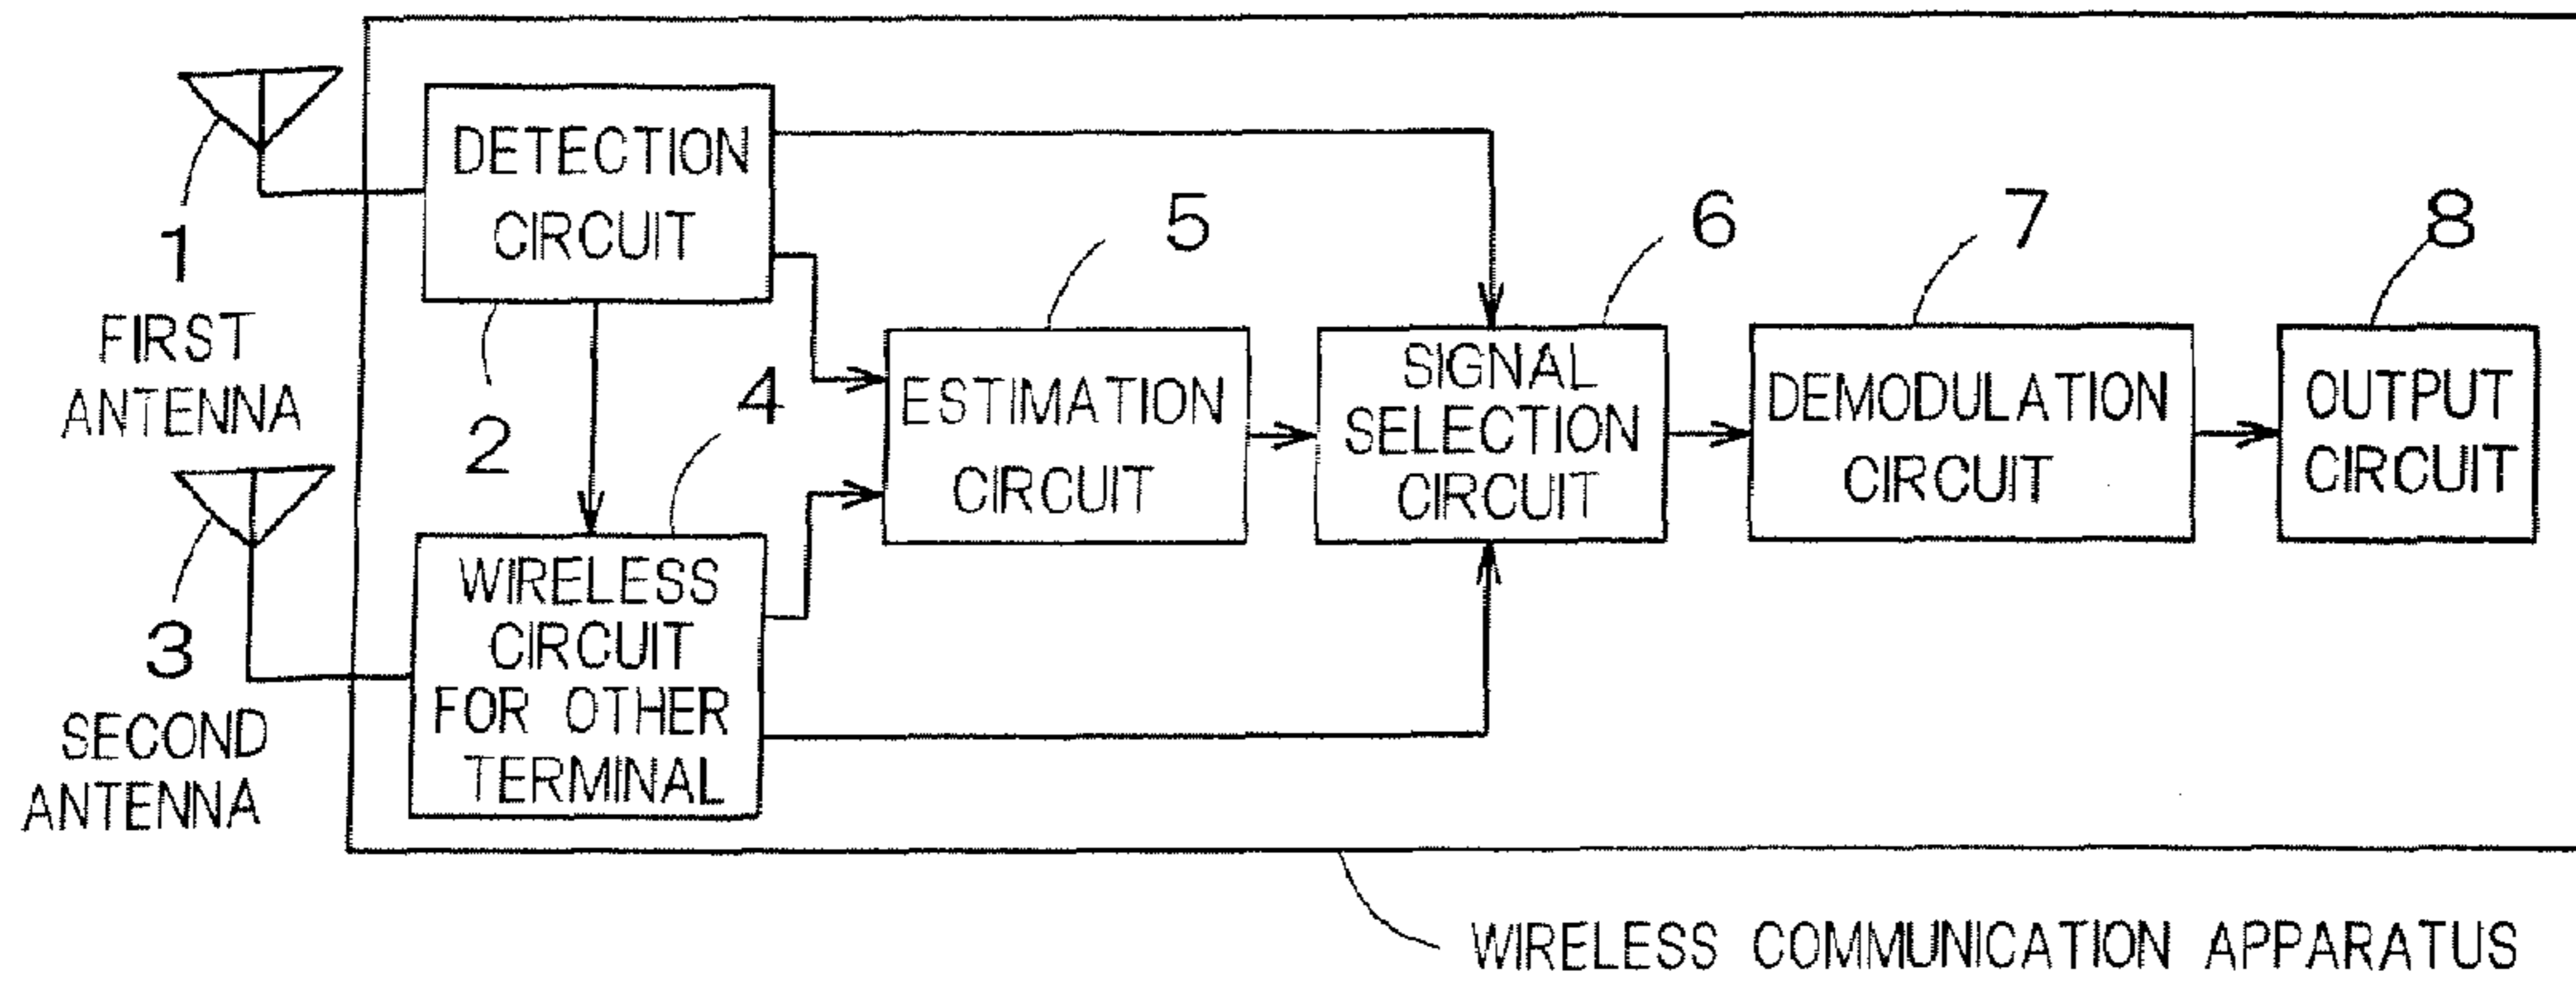 1
FIRST
ANTENNA
DETECTION
CIRCUIT
2
3
SECOND
ANTENNA
4
WIRELESS
CIRCUIT
FOR OTHER
TERMINAL
5
ESTIMATION
CIRCUIT
6
SIGNAL
SELECTION
CIRCUIT
7
DEMODULATION
CIRCUIT
8
OUTPUT
CIRCUIT
WIRELESS COMMUNICATION APPARATUS